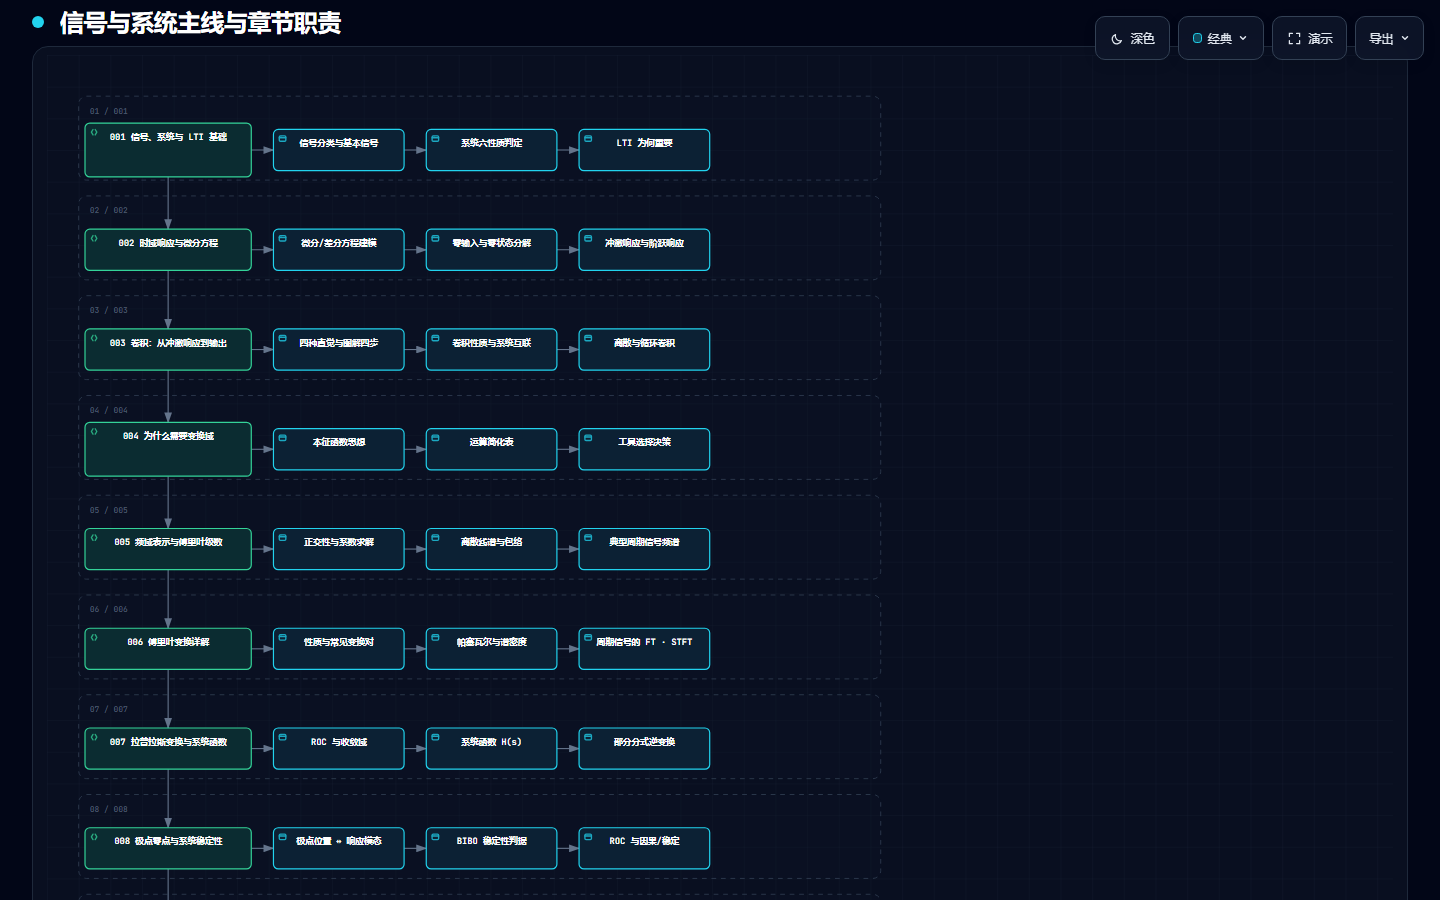 信号与系统主线与章节职责
深色
经典
演示
导出
01 / 001
001 信号、系统与 LTI 基础
信号分类与基本信号
系统六性质判定
LTI 为何重要
02 / 002
002 时域响应与微分方程
微分/差分方程建模
零输入与零状态分解
冲激响应与阶跃响应
03 / 003
003 卷积：从冲激响应到输出
四种直觉与图解四步
卷积性质与系统互联
离散与循环卷积
04 / 004
004 为什么需要变换域
本征函数思想
运算简化表
工具选择决策
05 / 005
005 频域表示与傅里叶级数
正交性与系数求解
离散线谱与包络
典型周期信号频谱
06 / 006
006 傅里叶变换详解
性质与常见变换对
帕塞瓦尔与谱密度
周期信号的 FT · STFT
07 / 007
007 拉普拉斯变换与系统函数
ROC 与收敛域
系统函数 H(s)
部分分式逆变换
08 / 008
008 极点零点与系统稳定性
极点位置 ↔ 响应模态
BIBO 稳定性判据
ROC 与因果/稳定